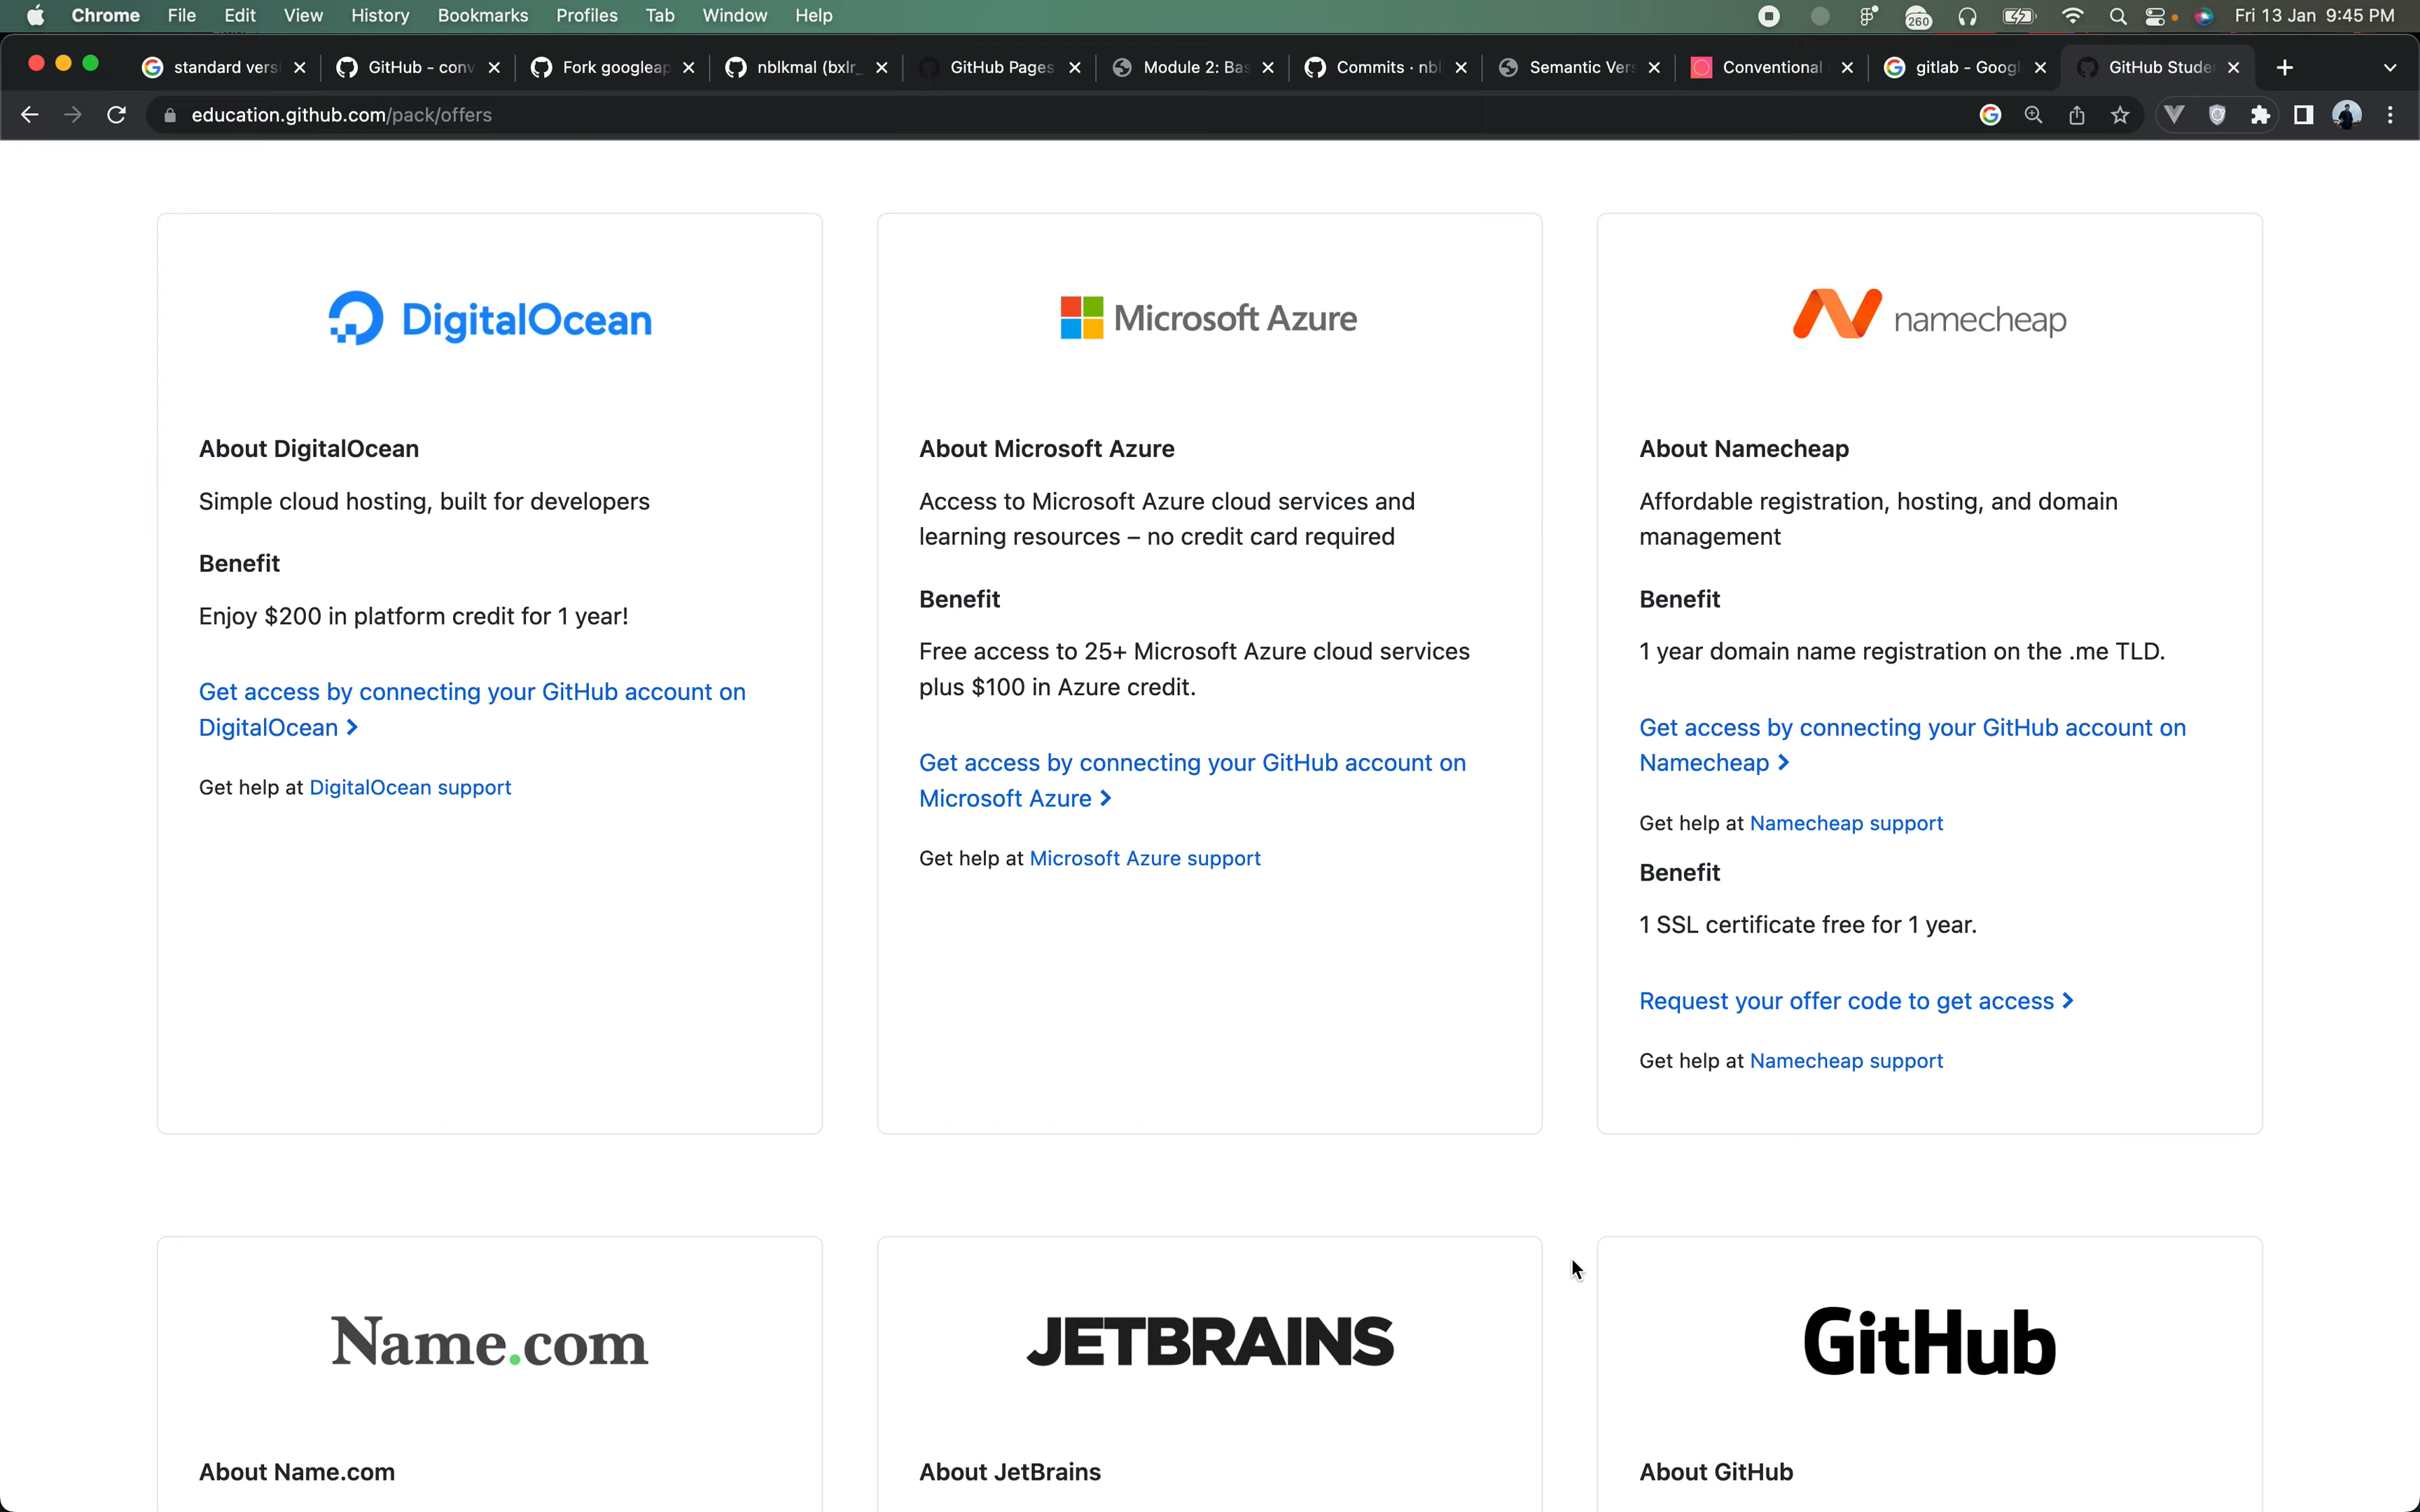 Chrome File Edit View History Bookmarks Profiles Tab Window Help 260 Fri 13 Jan 9:45 PM
standard versi GitHub - conv Fork googleap nblkmal (bxlr_ GitHub Pages Module 2: Bas Commits · nbl Semantic Vers Conventional gitlab - Googl GitHub Stude
education.github.com/pack/offers
DigitalOcean
About DigitalOcean
Simple cloud hosting, built for developers
Benefit
Enjoy $200 in platform credit for 1 year!
Get access by connecting your GitHub account on
DigitalOcean
Get help at DigitalOcean support
Microsoft Azure
About Microsoft Azure
Access to Microsoft Azure cloud services and
learning resources – no credit card required
Benefit
Free access to 25+ Microsoft Azure cloud services
plus $100 in Azure credit.
Get access by connecting your GitHub account on
Microsoft Azure
Get help at Microsoft Azure support
namecheap
About Namecheap
Affordable registration, hosting, and domain
management
Benefit
1 year domain name registration on the .me TLD.
Get access by connecting your GitHub account on
Namecheap
Get help at Namecheap support
Benefit
1 SSL certificate free for 1 year.
Request your offer code to get access
Get help at Namecheap support
Name.com
About Name.com
JETBRAINS
About JetBrains
GitHub
About GitHub